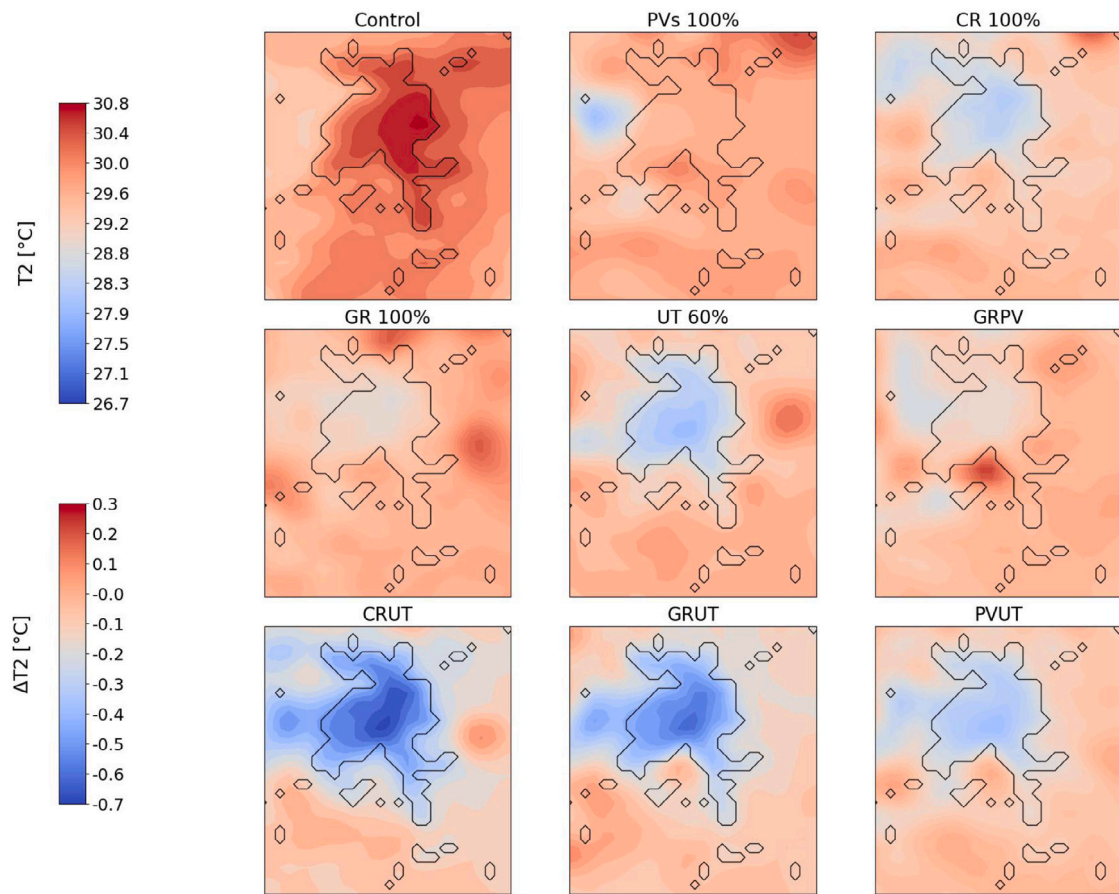 Control
PVs 100%
CR 100%
T2 [°C]
30.8
30.4
30.0
29.6
29.2
28.8
28.3
27.9
27.5
27.1
26.7
GR 100%
UT 60%
GRPV
ΔT2 [°C]
0.3
0.2
0.1
-0.0
-0.1
-0.2
-0.3
-0.4
-0.5
-0.6
-0.7
CRUT
GRUT
PVUT